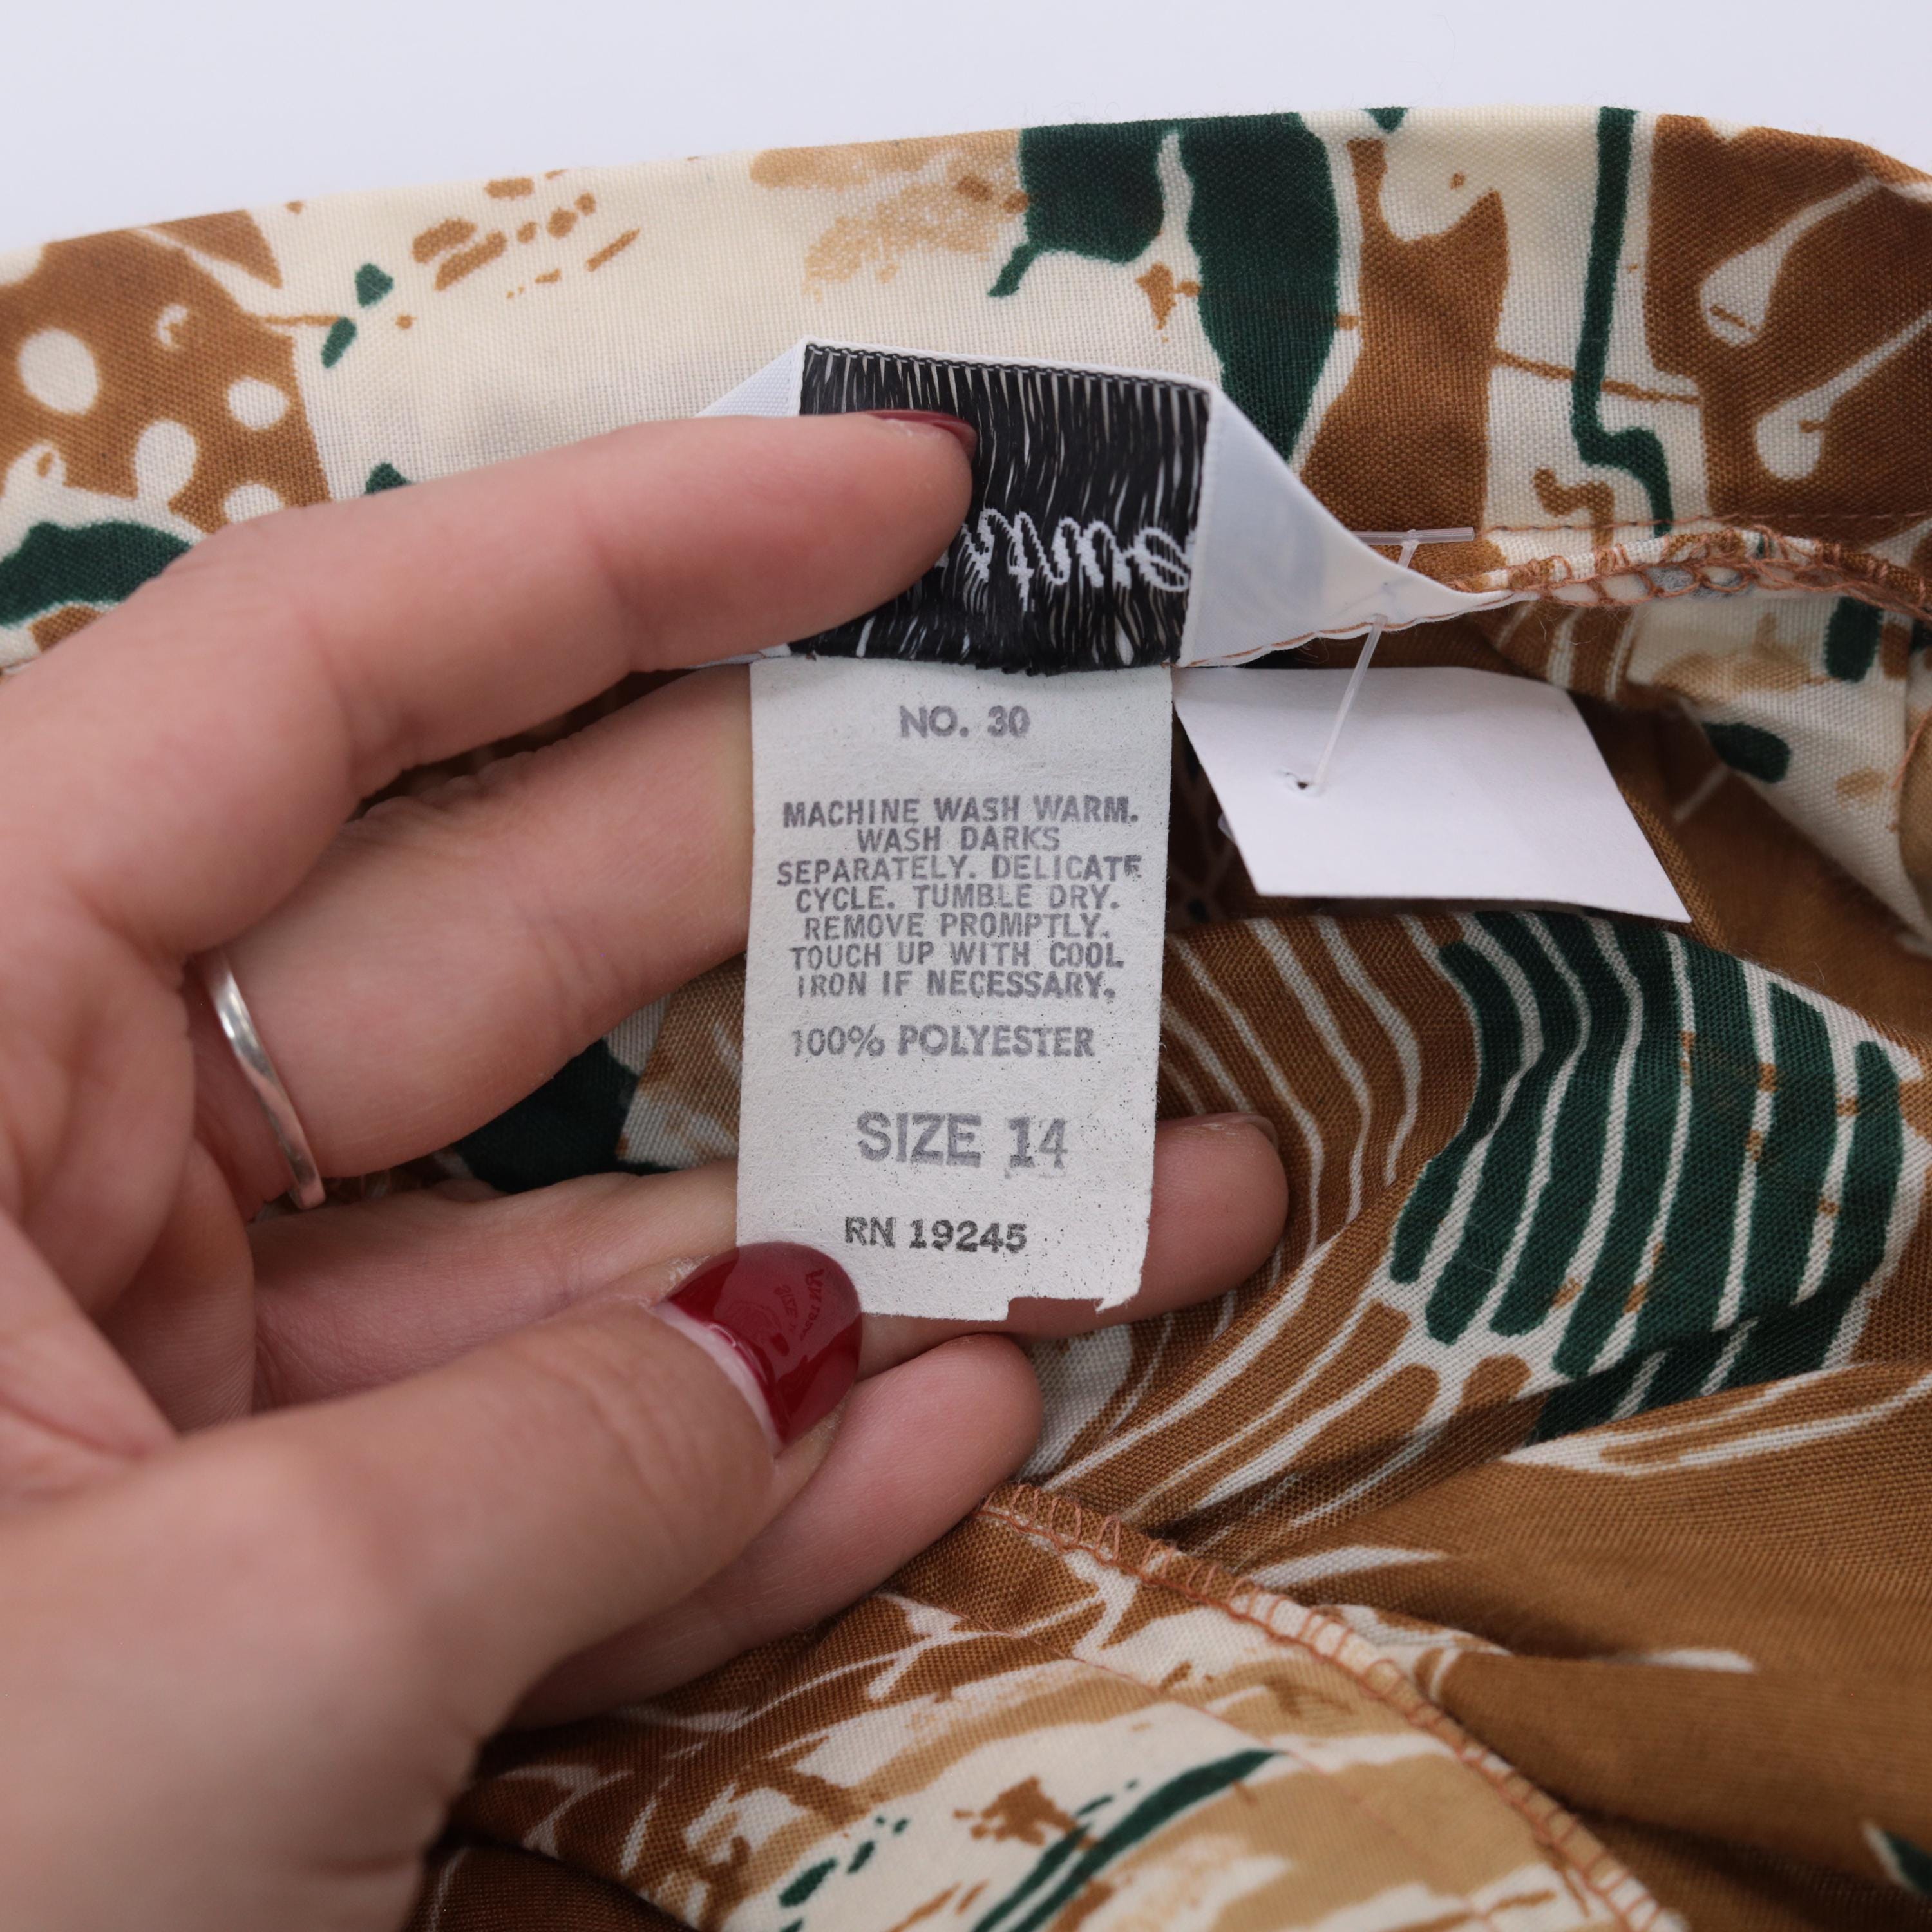 NO. 30
MACHINE WASH WARM.
WASH DARKS
SEPARATELY. DELICATE
CYCLE. TUMBLE DRY.
REMOVE PROMPTLY.
TOUCH UP WITH COOL
IRON IF NECESSARY.
100% POLYESTER
SIZE 14
RN 19245